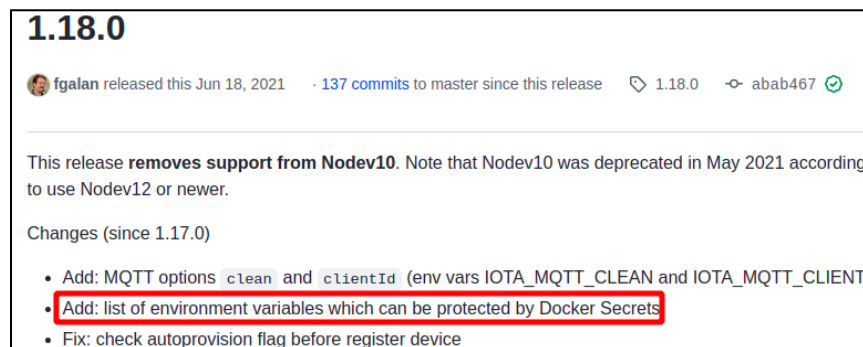 1.18.0
fgalan released this Jun 18, 2021 · 137 commits to master since this release 1.18.0 abab467
This release removes support from Nodev10. Note that Nodev10 was deprecated in May 2021 according
to use Nodev12 or newer.
Changes (since 1.17.0)
• Add: MQTT options clean and clientId (env vars IOTA_MQTT_CLEAN and IOTA_MQTT_CLIENT
• Add: list of environment variables which can be protected by Docker Secrets
• Fix: check autoprovision flag before register device